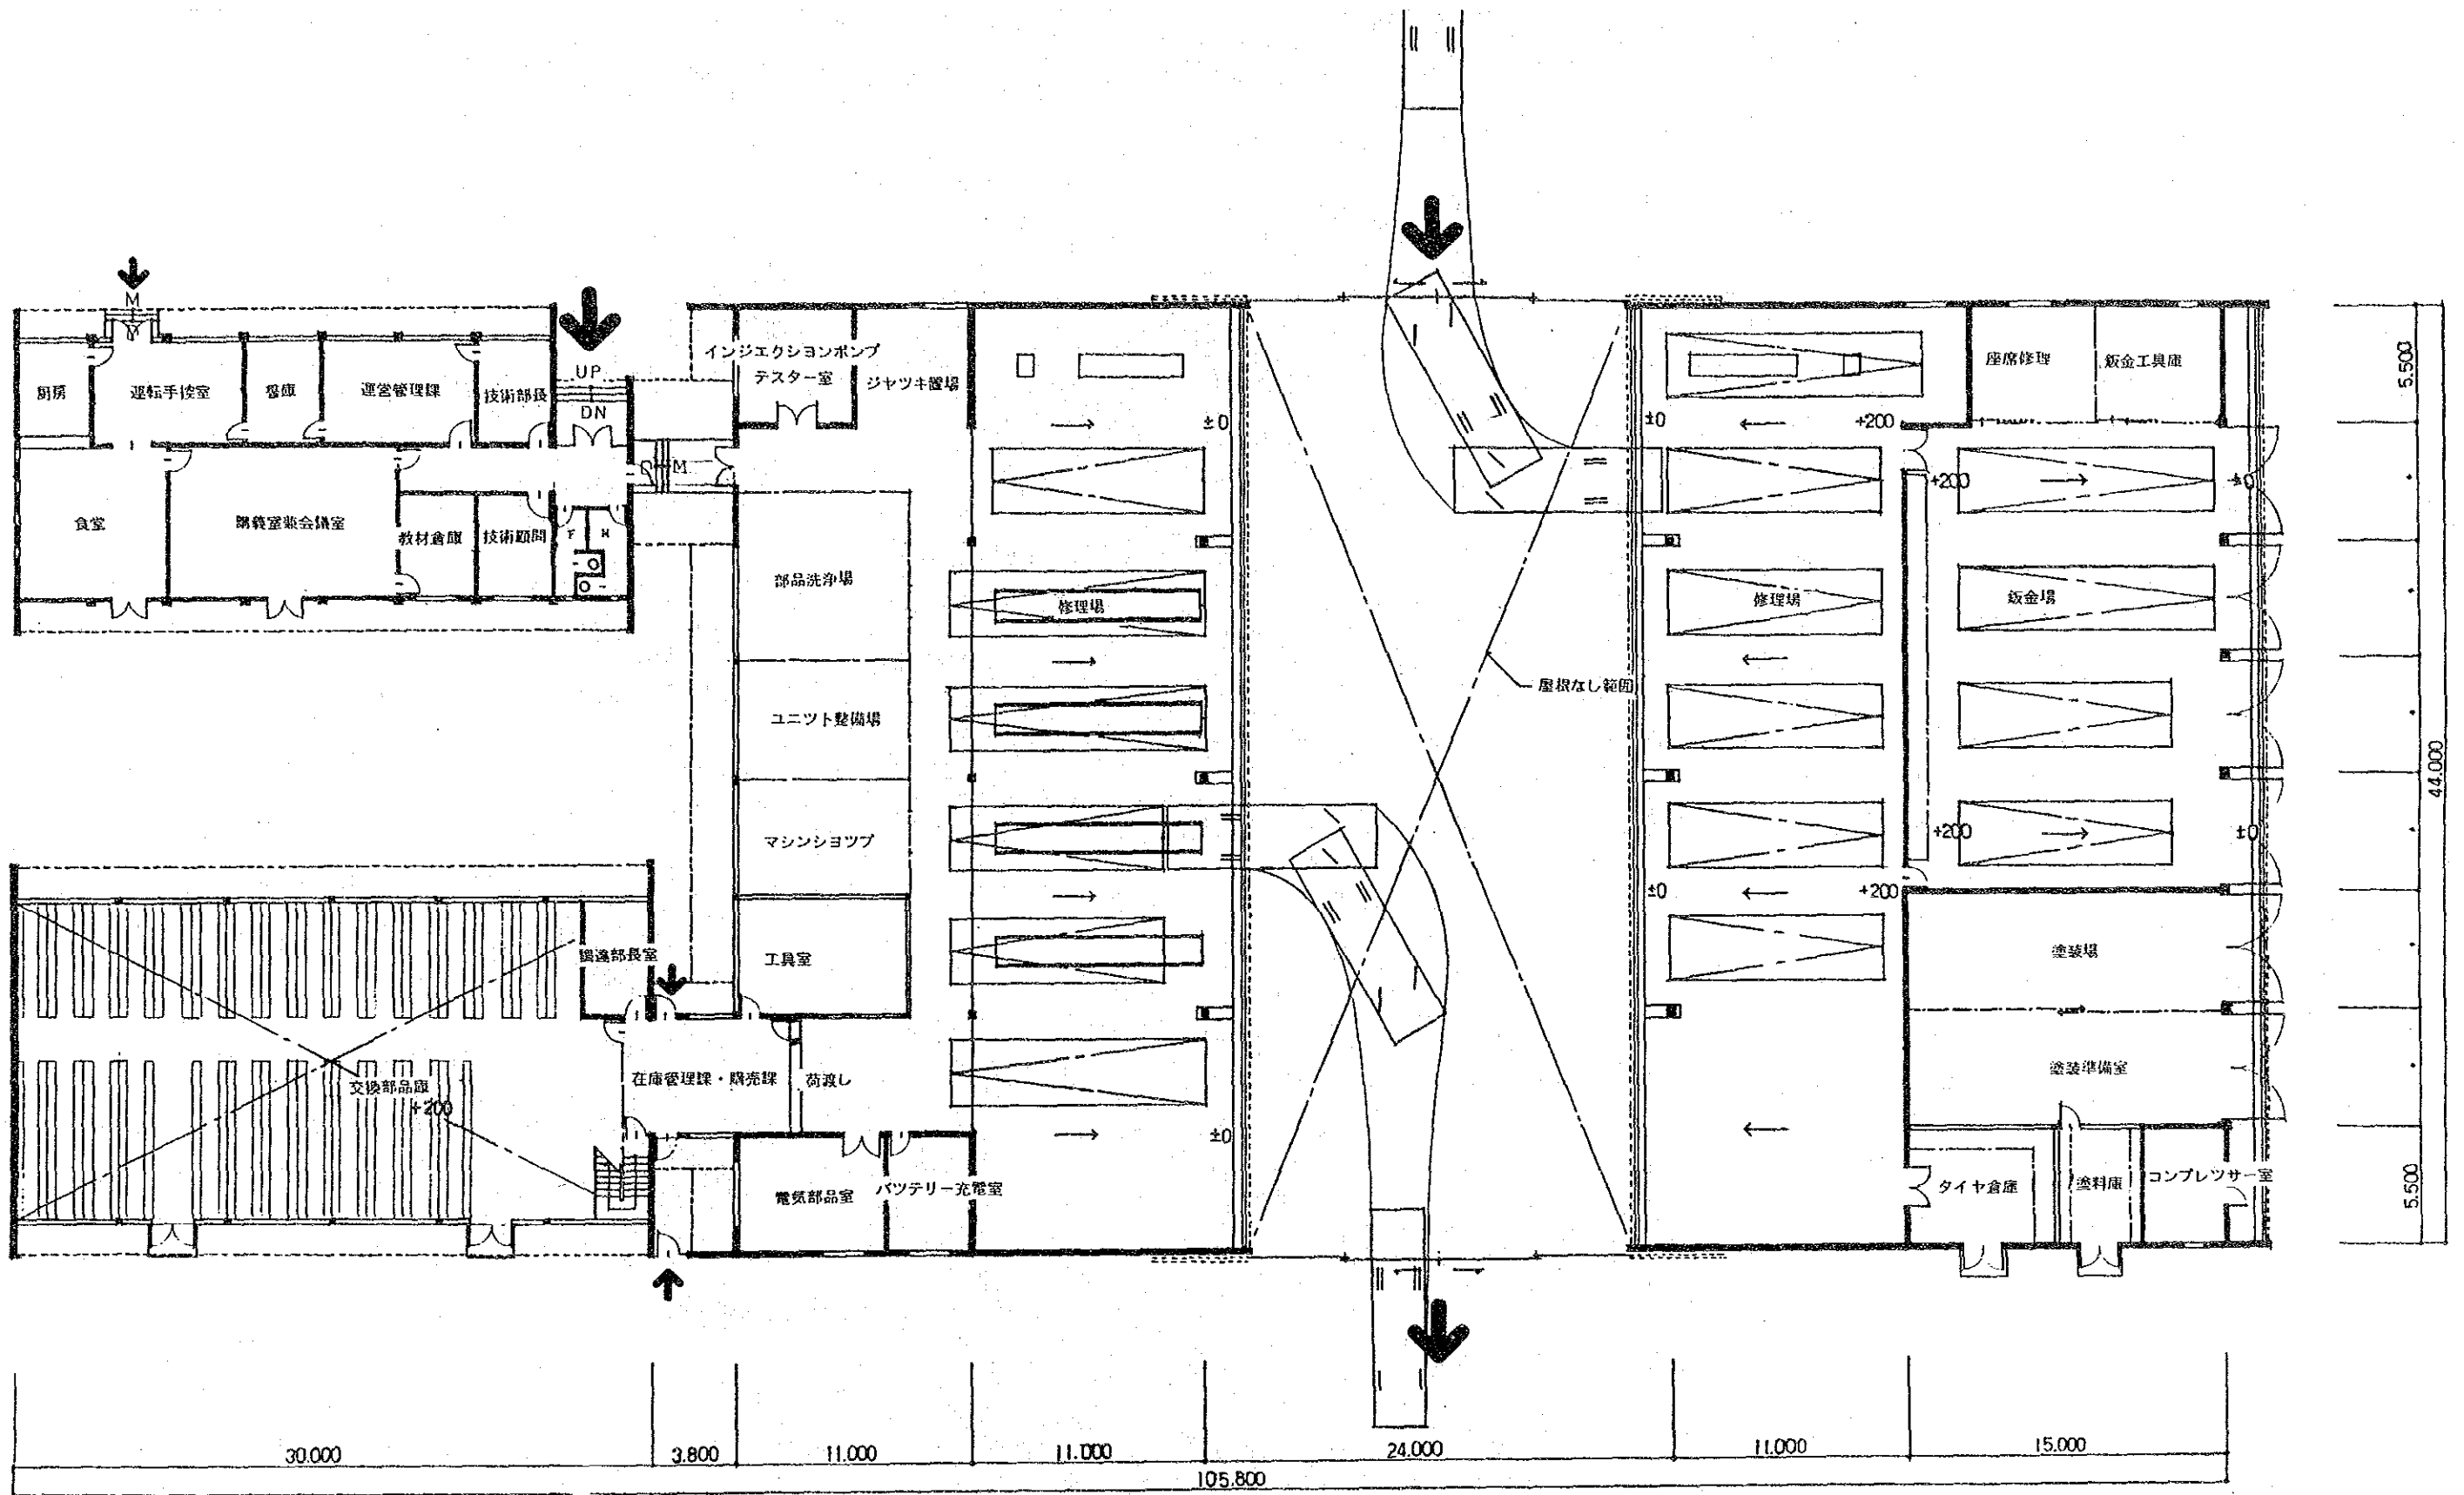 M
M
インジエクションポンプ
テスター室
ジヤツキ置場
座席修理
鈑金工具庫
5.500
厨房
運転手控室
運営管理課
技術部長
UP
DN
±0
±0
+200
M
+200
±0
食堂
講義室兼会議室
教材倉庫
技術顧問
F
M
部品洗浄場
修理場
修理場
鈑金場
屋根なし範囲
ユニツト整備場
44.000
マシンシヨツプ
+200
±0
±0
+200
調達部長室
工具室
塗装場
交換部品庫
+200
在庫管理課・購売課
荷渡し
塗装準備室
±0
電気部品室
バツテリー充電室
タイヤ倉庫
塗料庫
コンプレツサー室
5.500
30.000
3.800
11.000
11.000
24.000
11.000
15.000
105.800